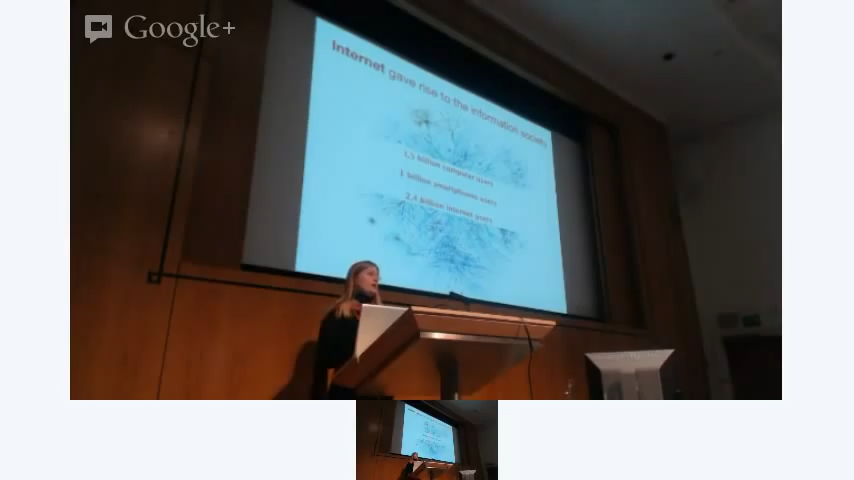 Google+
Internet gave rise to the information society
1,5 billion computer users
1 billion smartphones users
2,4 billion internet users